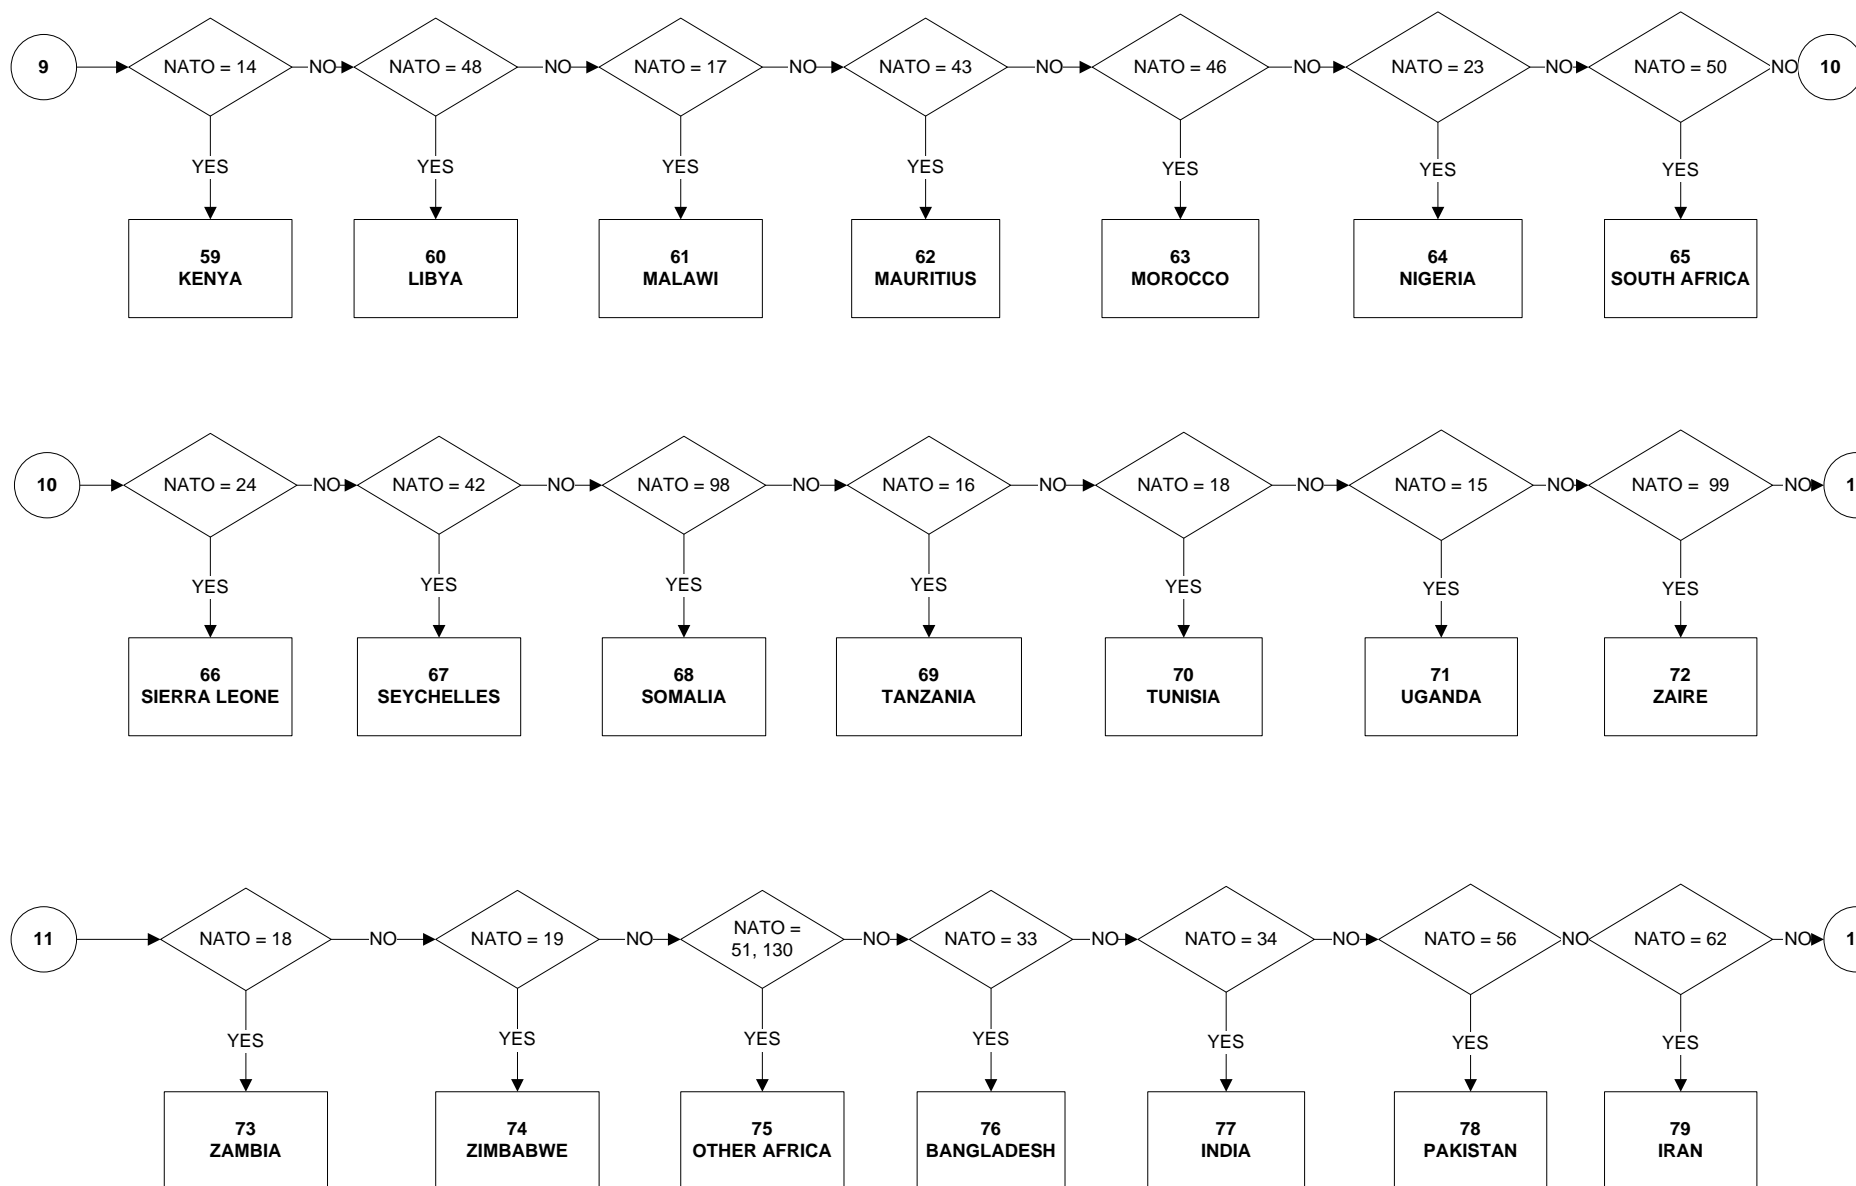 9
NATO = 14
NO
NATO = 48
NO
NATO = 17
NO
NATO = 43
NO
NATO = 46
NO
NATO = 23
NO
NATO = 50
NO
10
YES
YES
YES
YES
YES
YES
YES
59
KENYA
60
LIBYA
61
MALAWI
62
MAURITIUS
63
MOROCCO
64
NIGERIA
65
SOUTH AFRICA
10
NATO = 24
NO
NATO = 42
NO
NATO = 98
NO
NATO = 16
NO
NATO = 18
NO
NATO = 15
NO
NATO =  99
NO
1
YES
YES
YES
YES
YES
YES
YES
66
SIERRA LEONE
67
SEYCHELLES
68
SOMALIA
69
TANZANIA
70
TUNISIA
71
UGANDA
72
ZAIRE
11
NATO = 18
NO
NATO = 19
NO
NATO =
51, 130
NO
NATO = 33
NO
NATO = 34
NO
NATO = 56
NO
NATO = 62
NO
1
YES
YES
YES
YES
YES
YES
YES
73
ZAMBIA
74
ZIMBABWE
75
OTHER AFRICA
76
BANGLADESH
77
INDIA
78
PAKISTAN
79
IRAN